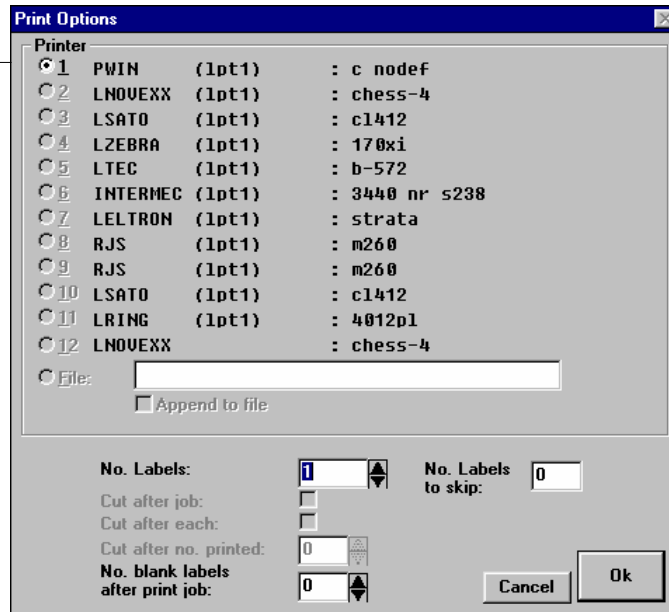 Print Options
Printer
1 PWIN (lpt1) : c nodef
2 LNOVEXX (lpt1) : chess-4
3 LSATO (lpt1) : cl412
4 LZEBRA (lpt1) : 170xi
5 LTEC (lpt1) : b-572
6 INTERMEC (lpt1) : 3440 nr s238
7 LELTRON (lpt1) : strata
8 RJS (lpt1) : m260
9 RJS (lpt1) : m260
10 LSATO (lpt1) : cl412
11 LRING (lpt1) : 4012pl
12 LNOVEXX : chess-4
File:
Append to file
No. Labels: 1 No. Labels
to skip: 0
Cut after job:
Cut after each:
Cut after no. printed: 0
No. blank labels
after print job: 0
Cancel Ok